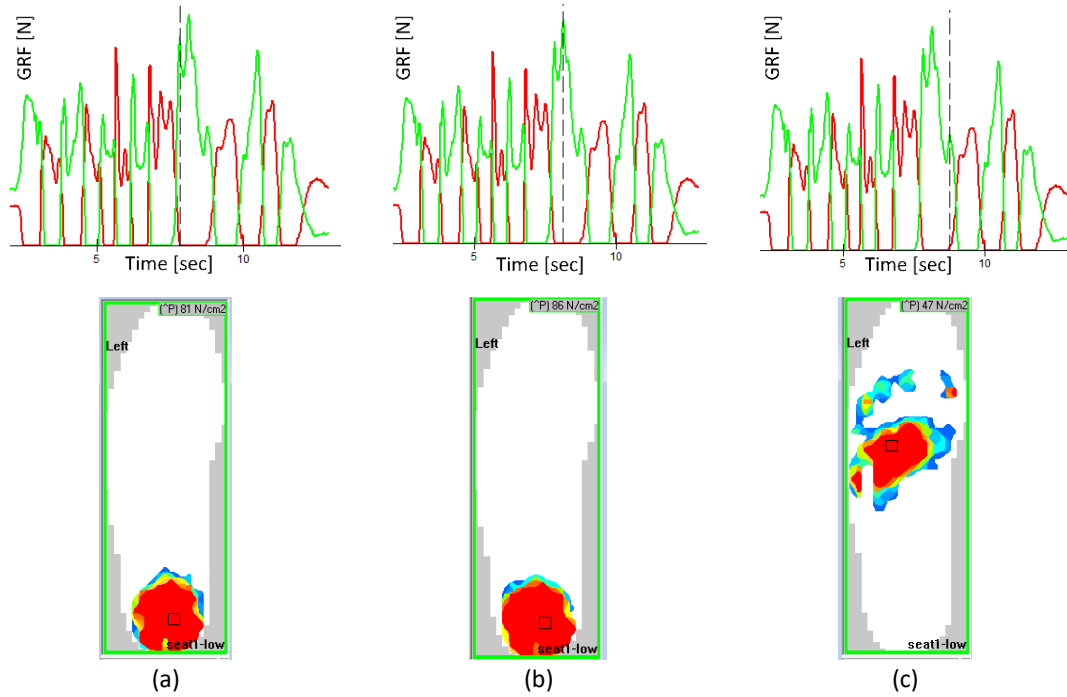 GRF [N]
5
10
Time [sec]
GRF [N]
5
10
Time [sec]
GRF [N]
5
10
Time [sec]
(^P) 81 N/cm2
Left
seat1-low
(^P) 86 N/cm2
Left
seat1-low
(^P) 47 N/cm2
Left
seat1-low
(a)
(b)
(c)